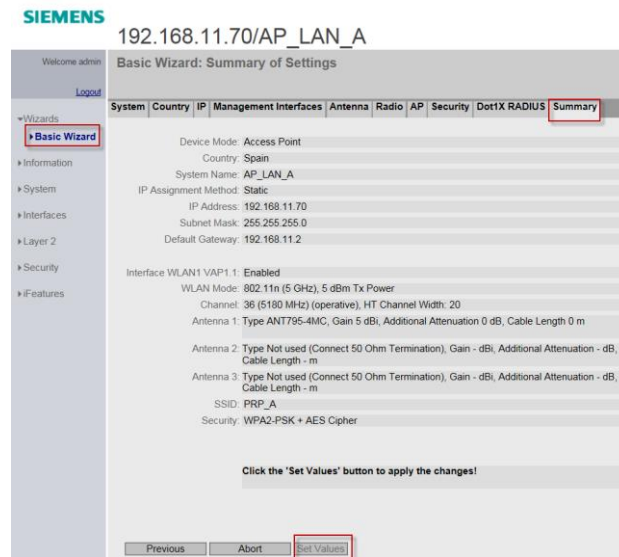 SIEMENS
192.168.11.70/AP_LAN_A
Welcome admin
Basic Wizard: Summary of Settings
Logout
System Country IP Management Interfaces Antenna Radio AP Security Dot1X RADIUS Summary
Wizards
Basic Wizard
Information
System
Interfaces
Layer 2
Security
iFeatures
Device Mode: Access Point
Country: Spain
System Name: AP_LAN_A
IP Assignment Method: Static
IP Address: 192.168.11.70
Subnet Mask: 255.255.255.0
Default Gateway: 192.168.11.2
Interface WLAN1 VAP1.1: Enabled
WLAN Mode: 802.11n (5 GHz), 5 dBm Tx Power
Channel: 36 (5180 MHz) (operative), HT Channel Width: 20
Antenna 1: Type ANT795-4MC, Gain 5 dBi, Additional Attenuation 0 dB, Cable Length 0 m
Antenna 2: Type Not used (Connect 50 Ohm Termination), Gain - dBi, Additional Attenuation - dB,
Cable Length - m
Antenna 3: Type Not used (Connect 50 Ohm Termination), Gain - dBi, Additional Attenuation - dB,
Cable Length - m
SSID: PRP_A
Security: WPA2-PSK + AES Cipher
Click the 'Set Values' button to apply the changes!
Previous Abort Set Values